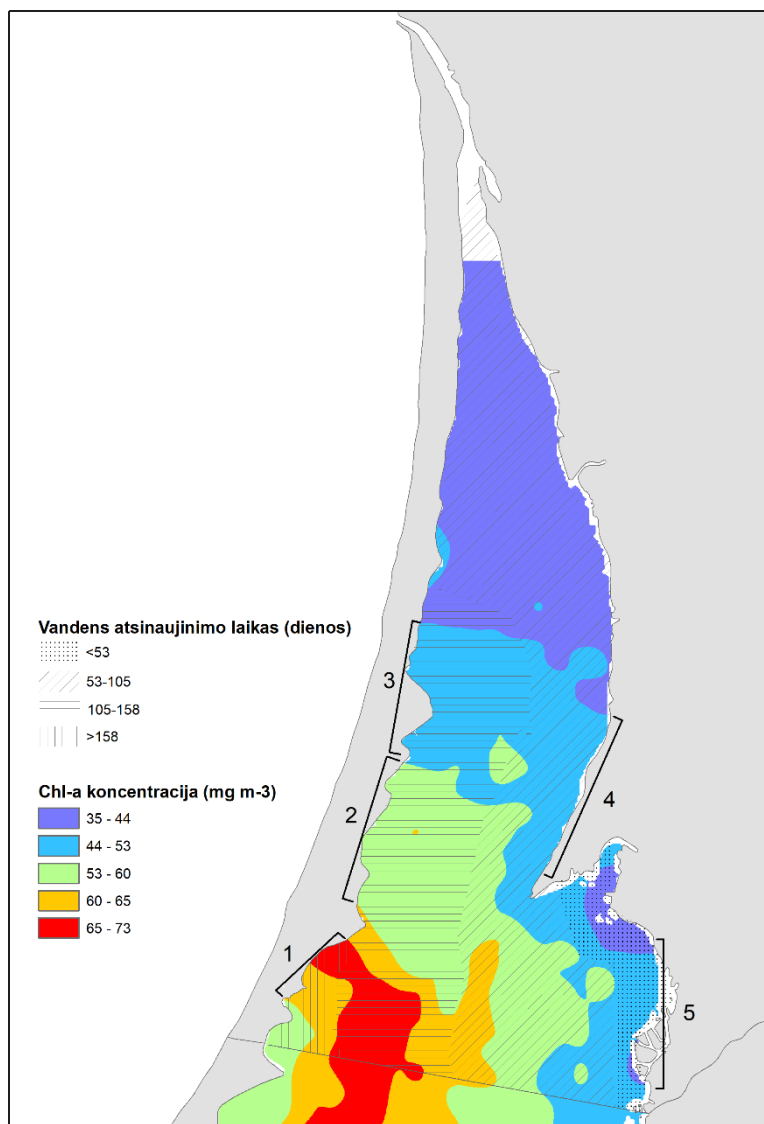 Vandens atsinaujinimo laikas (dienos)
<53
53-105
105-158
>158
Chl-a koncentracija (mg m-3)
35 - 44
44 - 53
53 - 60
60 - 65
65 - 73
3
2
4
1
5